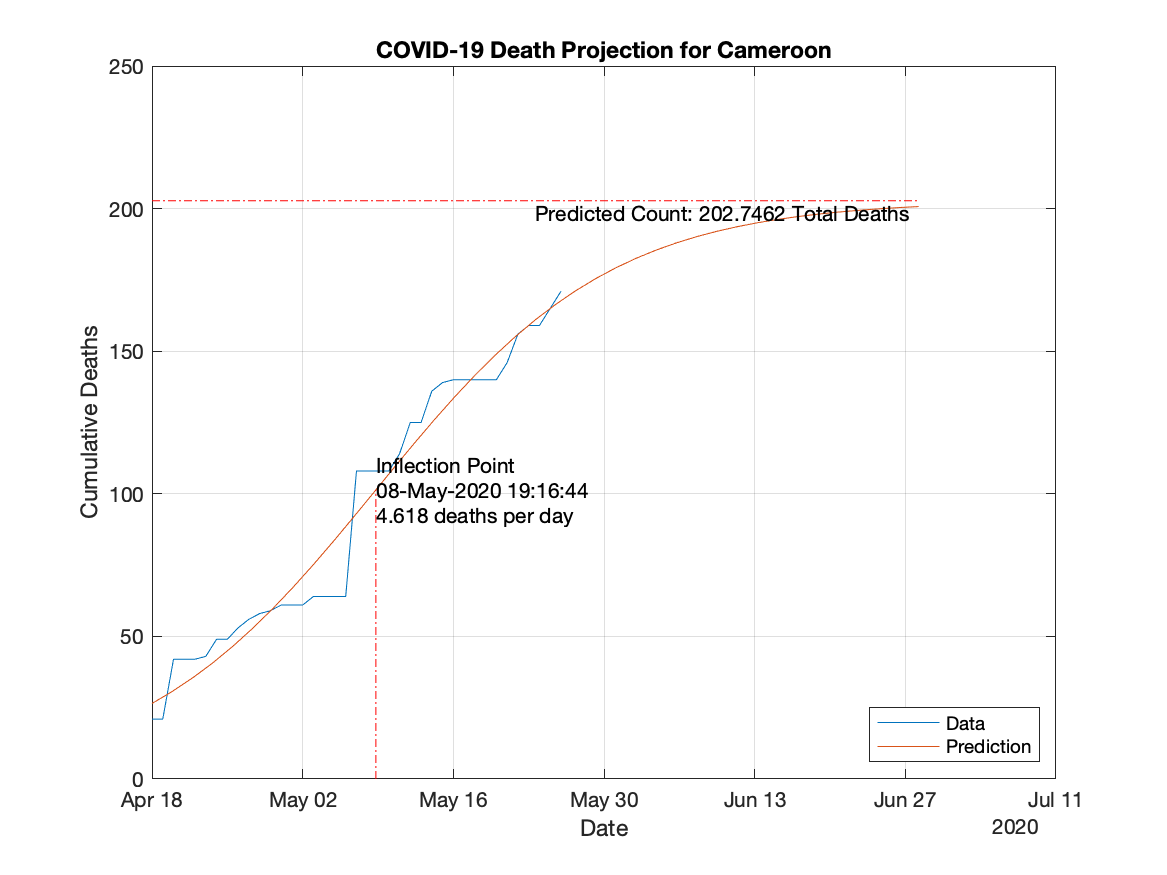 COVID-19 Death Projection for Cameroon
250
200
150
100
50
0
Cumulative Deaths
Predicted Count: 202.7462 Total Deaths
Inflection Point
08-May-2020 19:16:44
4.618 deaths per day
Data
Prediction
Apr 18 May 02 May 16 May 30 Jun 13 Jun 27 Jul 11
Date
2020